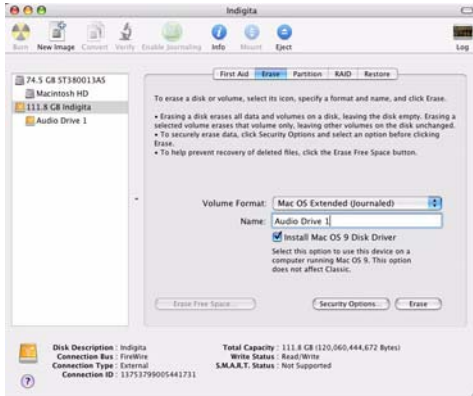 Indigita
Burn New Image Convert Verify Enable Journaling Info Mount Eject Log
74.5 GB ST380013AS
Macintosh HD
111.8 GB Indigita
Audio Drive 1
First Aid Erase Partition RAID Restore
To erase a disk or volume, select its icon, specify a format and name, and click Erase.
• Erasing a disk erases all data and volumes on a disk, leaving the disk empty. Erasing a
selected volume erases that volume only, leaving other volumes on the disk unchanged.
• To securely erase data, click Security Options and select an option before clicking
Erase.
• To help prevent recovery of deleted files, click the Erase Free Space button.
Volume Format: Mac OS Extended (Journaled)
Name: Audio Drive 1
Install Mac OS 9 Disk Driver
Select this option to use this device on a
computer running Mac OS 9. This option
does not affect Classic.
Erase Free Space... Security Options... Erase
Disk Description : Indigita Total Capacity : 111.8 GB (120,060,444,672 Bytes)
Connection Bus : FireWire Write Status : Read/Write
Connection Type : External S.M.A.R.T. Status : Not Supported
Connection ID : 13753799005441731